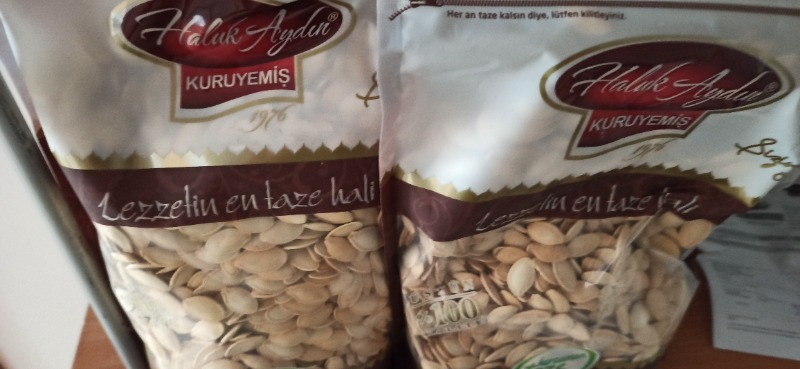 Haluk Aydın®
KURUYEMİŞ
1976
Lezzetin en taze hali
Her an taze kalsın diye, lütfen kilitleyiniz.
Haluk Aydın®
KURUYEMİŞ
1976
Lezzetin en taze hali
%100